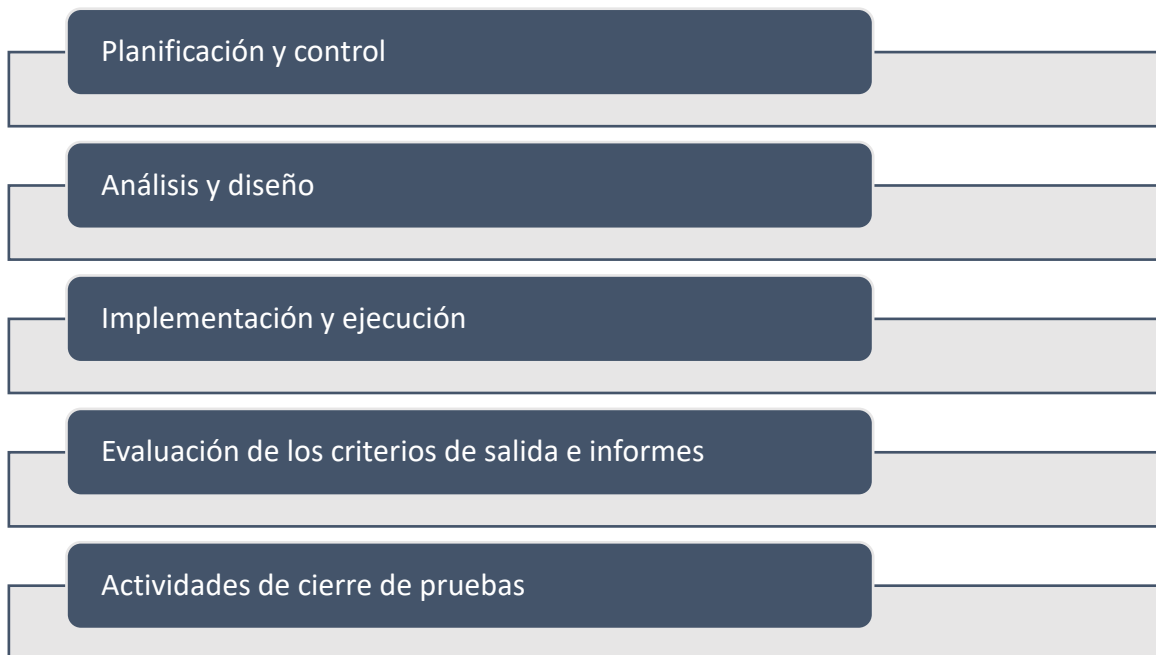 Planificación y control
Análisis y diseño
Implementación y ejecución
Evaluación de los criterios de salida e informes
Actividades de cierre de pruebas